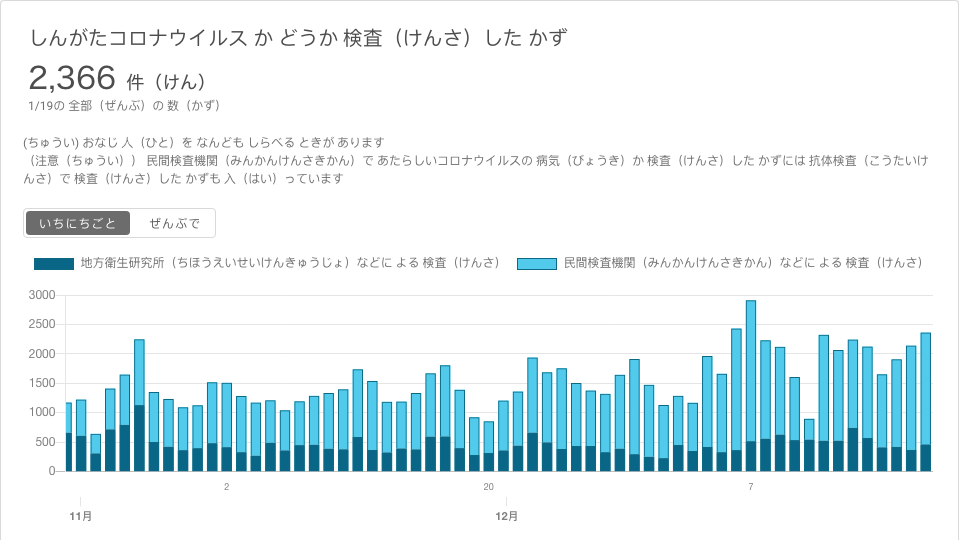 しんがたコロナウイルス か どうか 検査（けんさ）した かず
2,366 件（けん）
1/19の 全部（ぜんぶ）の 数（かず）
(ちゅうい) おなじ 人（ひと）を なんども しらべる ときが あります
（注意（ちゅうい）） 民間検査機関（みんかんけんさきかん）で あたらしいコロナウイルスの 病気（びょうき）か 検査（けんさ）した かずには 抗体検査（こうたいけ
んさ）で 検査（けんさ）した かずも 入（はい）っています
いちにちごと ぜんぶで
地方衛生研究所（ちほうえいせいけんきゅうじょ）などに よる 検査（けんさ） 民間検査機関（みんかんけんさきかん）などに よる 検査（けんさ）
3000
2500
2000
1500
1000
500
0
2 20 7
11月 12月